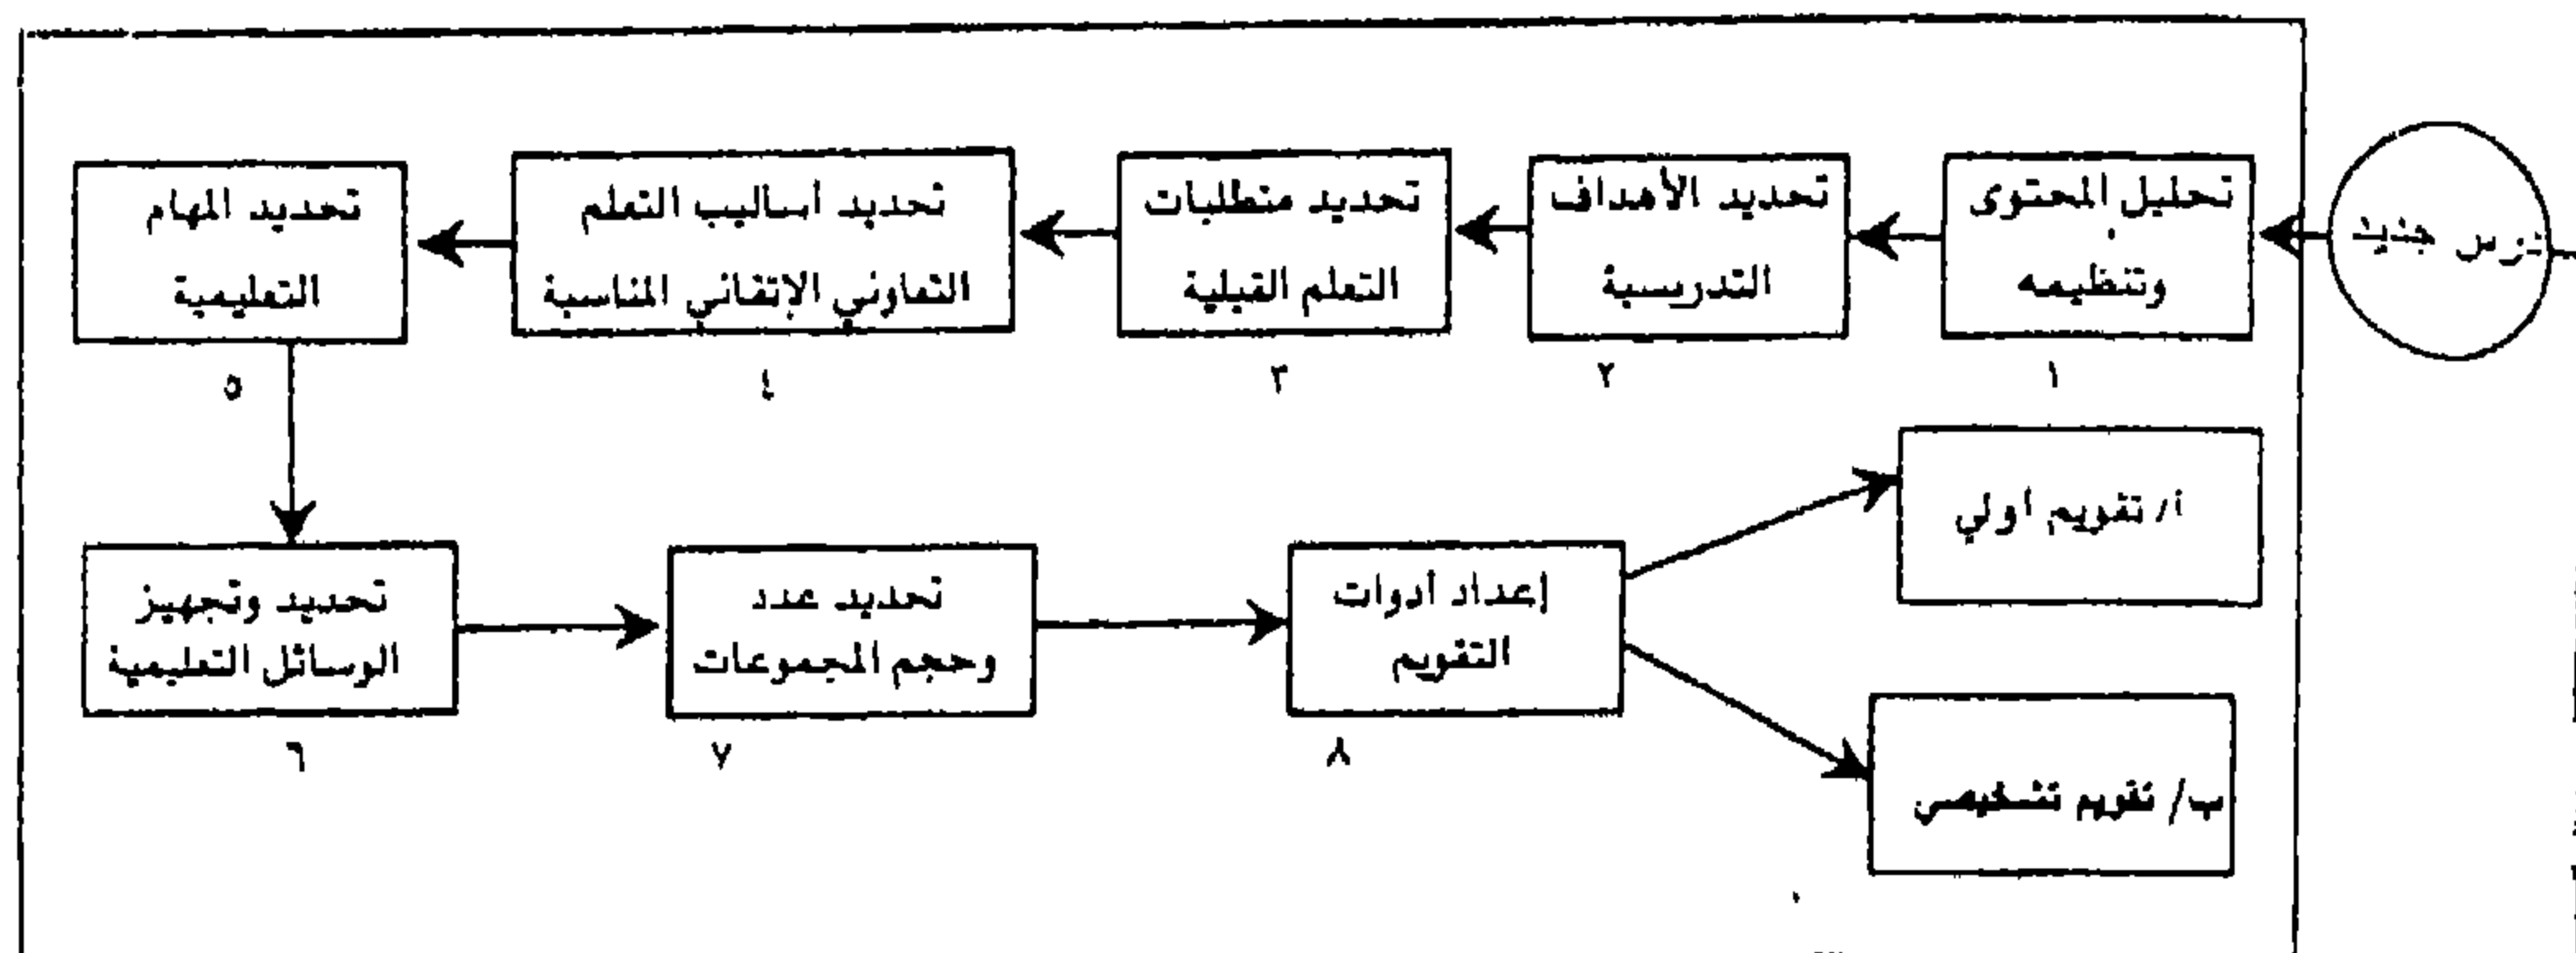 درس جديد
تحليل المحتوى
وتنظيمه
١
تحديد الأهداف
التدريسية
٢
تحديد متطلبات
التعلم القبلية
٣
تحديد أساليب التعلم
التعاوني الإتقاني المناسبة
٤
تحديد المهام
التعليمية
٥
تحديد وتجهيز
الوسائل التعليمية
٦
تحديد عدد
وحجم المجموعات
٧
إعداد أدوات
التقويم
٨
أ/ تقويم أولي
ب/ تقويم تشخيصي